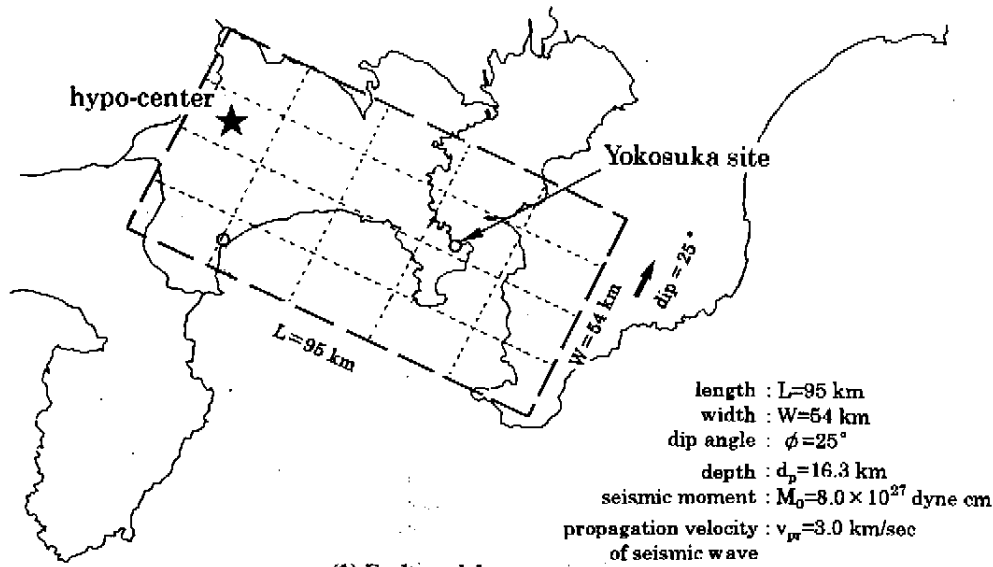 hypo-center
Yokosuka site
dip = 25°
W=54 km
L=95 km
length : L=95 km
width : W=54 km
dip angle : ϕ=25°
depth : dₚ=16.3 km
seismic moment : M₀=8.0×10²⁷ dyne cm
propagation velocity : vₚᵣ=3.0 km/sec
of seismic wave